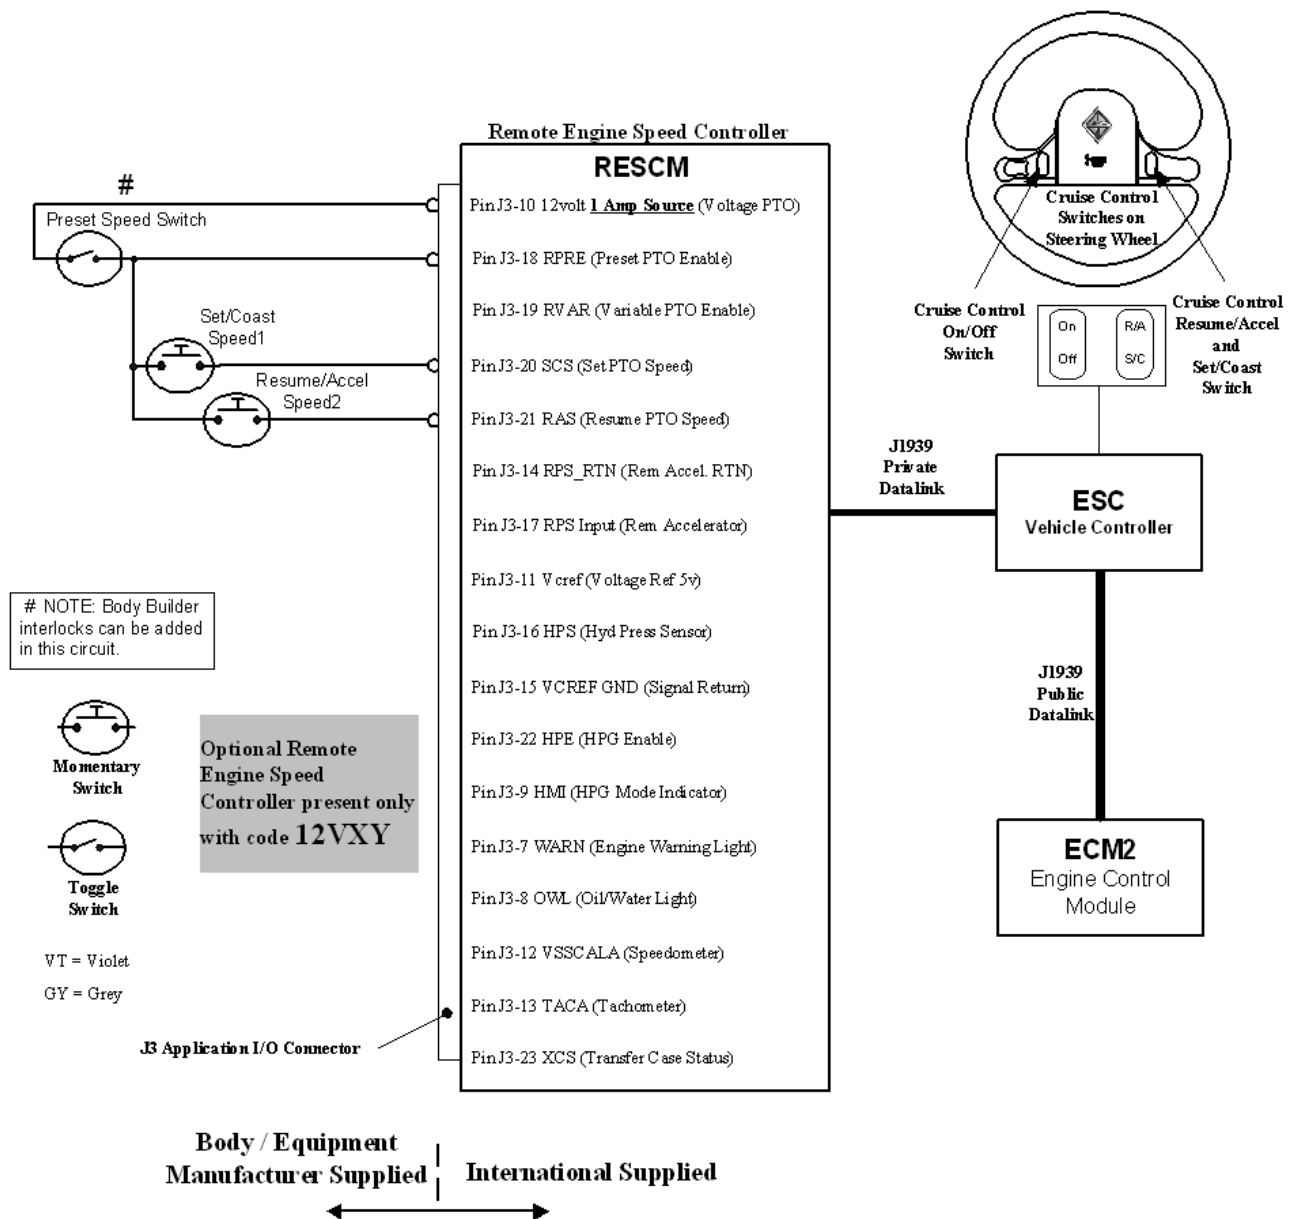 Remote Engine Speed Controller
RESCM
#
Preset Speed Switch
Set/Coast
Speed1
Resume/Accel
Speed2
Pin J3-10 12volt 1 Amp Source (Voltage PTO)
Pin J3-18 RPRE (Preset PTO Enable)
Pin J3-19 RVAR (Variable PTO Enable)
Pin J3-20 SCS (Set PTO Speed)
Pin J3-21 RAS (Resume PTO Speed)
Pin J3-14 RPS_RTN (Rem Accel. RTN)
Pin J3-17 RPS Input (Rem Accelerator)
Pin J3-11 Vcref (Voltage Ref 5v)
Pin J3-16 HPS (Hyd Press Sensor)
Pin J3-15 VCREF GND (Signal Return)
Pin J3-22 HPE (HPG Enable)
Pin J3-9 HMI (HPG Mode Indicator)
Pin J3-7 WARN (Engine Warning Light)
Pin J3-8 OWL (Oil/Water Light)
Pin J3-12 VSSCALA (Speedometer)
Pin J3-13 TACA (Tachometer)
Pin J3-23 XCS (Transfer Case Status)
Cruise Control
Switches on
Steering Wheel
Cruise Control
On/Off
Switch
On
Off
R/A
S/C
Cruise Control
Resume/Accel
and
Set/Coast
Switch
J1939
Private
Datalink
ESC
Vehicle Controller
J1939
Public
Datalink
ECM2
Engine Control
Module
# NOTE: Body Builder
interlocks can be added
in this circuit.
Momentary
Switch
Toggle
Switch
VT = Violet
GY = Grey
Optional Remote
Engine Speed
Controller present only
with code 12VXY
J3 Application I/O Connector
Body / Equipment
Manufacturer Supplied
International Supplied